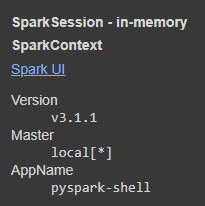 SparkSession - in-memory
SparkContext
Spark UI
Version
v3.1.1
Master
local[*]
AppName
pyspark-shell